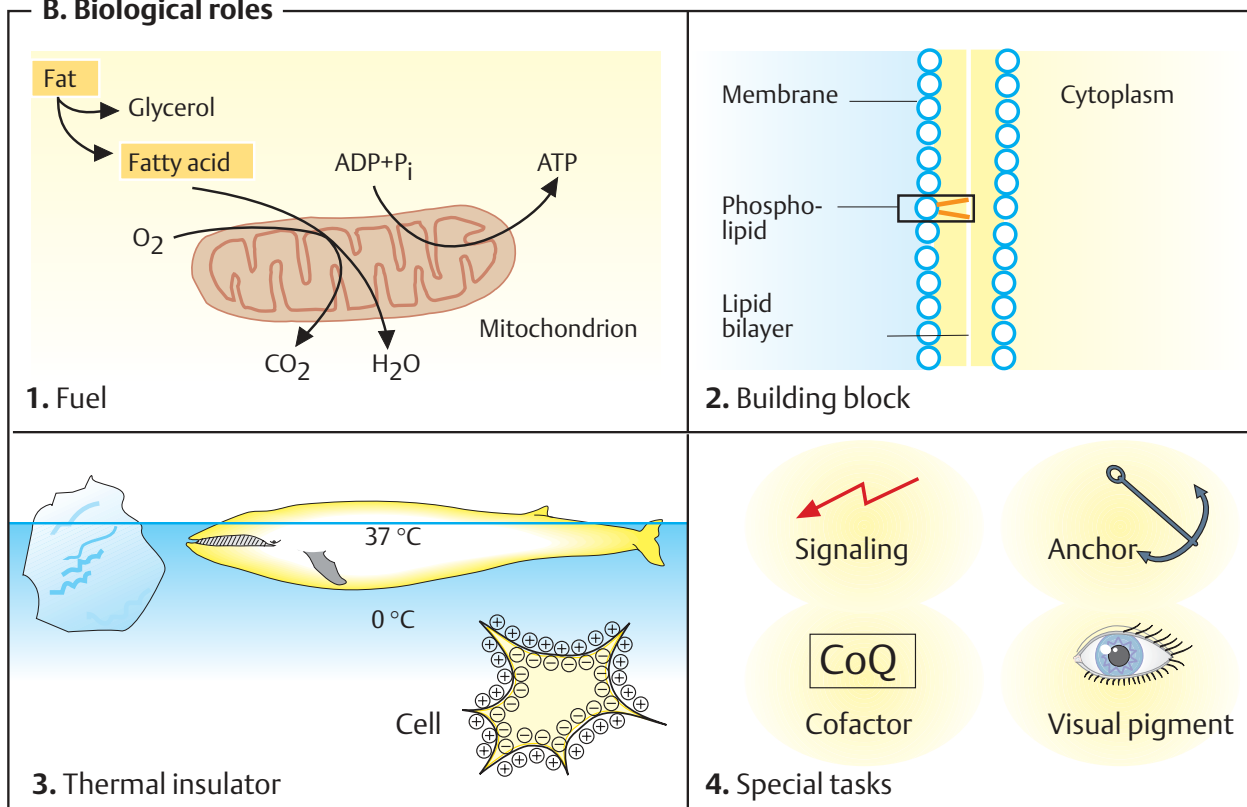 B. Biological roles
Fat
Glycerol
Fatty acid
ADP+Pi
ATP
O2
Mitochondrion
CO2
H2O
1. Fuel
Membrane
Cytoplasm
Phospho-
lipid
Lipid
bilayer
2. Building block
37 °C
0 °C
Cell
3. Thermal insulator
Signaling
Anchor
CoQ
Cofactor
Visual pigment
4. Special tasks